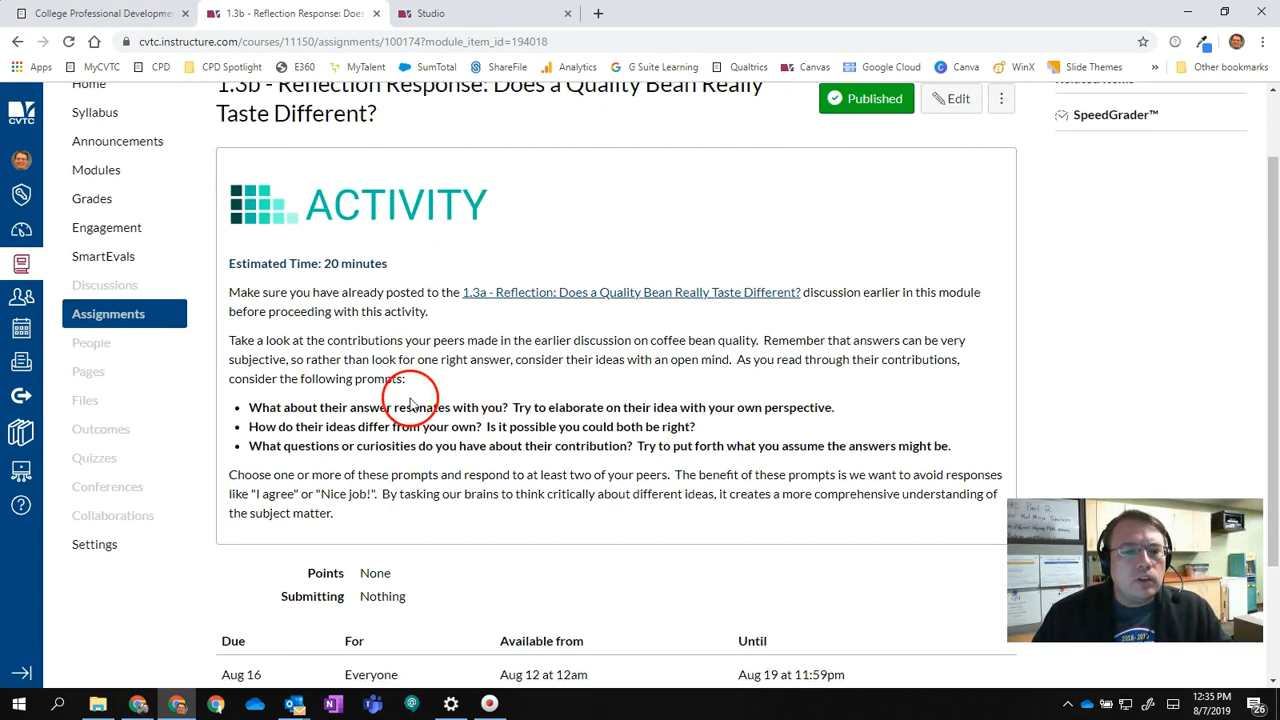 College Professional Developmen
1.3b - Reflection Response: Does
Studio
cvtc.instructure.com/courses/11150/assignments/100174?module_item_id=194018
Apps MyCVTC CPD CPD Spotlight E360 MyTalent SumTotal ShareFile Analytics G Suite Learning Qualtrics Canvas Google Cloud Canva WinX Slide Themes » Other bookmarks
CVTC
Home
Syllabus
Announcements
Modules
Grades
Engagement
SmartEvals
Discussions
Assignments
People
Pages
Files
Outcomes
Quizzes
Conferences
Collaborations
Settings
1.3b - Reflection Response: Does a Quality Bean Really
Taste Different?
Published
Edit
SpeedGrader™
ACTIVITY
Estimated Time: 20 minutes
Make sure you have already posted to the 1.3a - Reflection: Does a Quality Bean Really Taste Different? discussion earlier in this module
before proceeding with this activity.
Take a look at the contributions your peers made in the earlier discussion on coffee bean quality. Remember that answers can be very
subjective, so rather than look for one right answer, consider their ideas with an open mind. As you read through their contributions,
consider the following prompts:
• What about their answer resonates with you? Try to elaborate on their idea with your own perspective.
• How do their ideas differ from your own? Is it possible you could both be right?
• What questions or curiosities do you have about their contribution? Try to put forth what you assume the answers might be.
Choose one or more of these prompts and respond to at least two of your peers. The benefit of these prompts is we want to avoid responses
like "I agree" or "Nice job!". By tasking our brains to think critically about different ideas, it creates a more comprehensive understanding of
the subject matter.
Points None
Submitting Nothing
Due For Available from Until
Aug 16 Everyone Aug 12 at 12am Aug 19 at 11:59pm
2018-2019
12:35 PM
8/7/2019
26